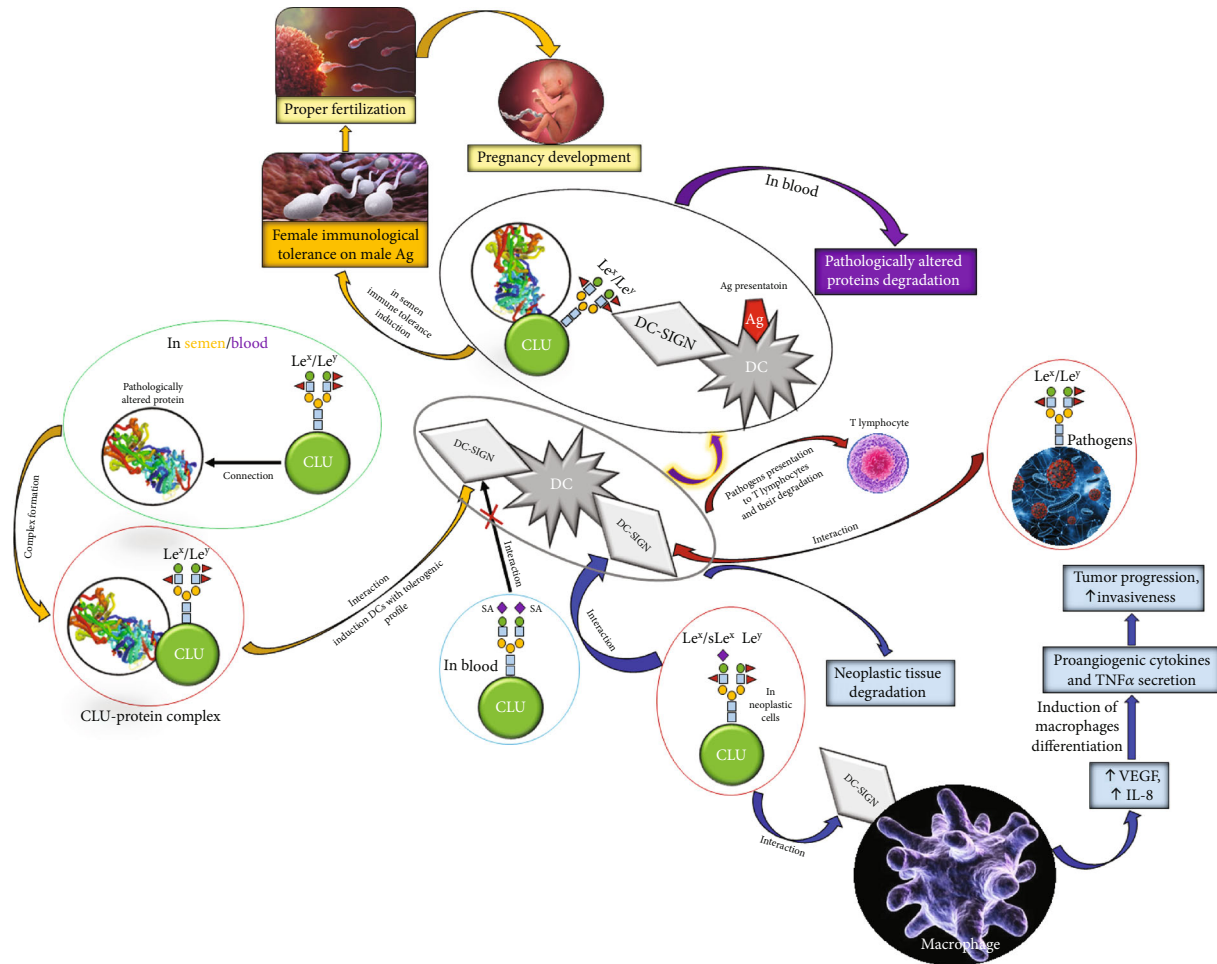 Proper fertilization
Pregnancy development
Female immunological
tolerance on male Ag
in semen
immune tolerance
induction
Leˣ/Leʸ
CLU
DC-SIGN
Ag presentatoin
Ag
DC
In blood
Pathologically altered
proteins degradation
In semen/blood
Pathologically
altered protein
Leˣ/Leʸ
CLU
Connection
Complex formation
Leˣ/Leʸ
CLU
CLU-protein complex
Interaction
induction DCs with tolerogenic
profile
DC-SIGN
DC
DC-SIGN
Interaction
SA
SA
In blood
CLU
Pathogens presentation
to T lymphocytes
and their degradation
T lymphocyte
Leˣ/Leʸ
Pathogens
Interaction
Interaction
Leˣ/sLeˣ Leʸ
In
neoplastic
cells
CLU
Neoplastic tissue
degradation
Interaction
DC-SIGN
Macrophage
Tumor progression,
↑invasiveness
Proangiogenic cytokines
and TNFα secretion
Induction of
macrophages
differentiation
↑ VEGF,
↑ IL-8